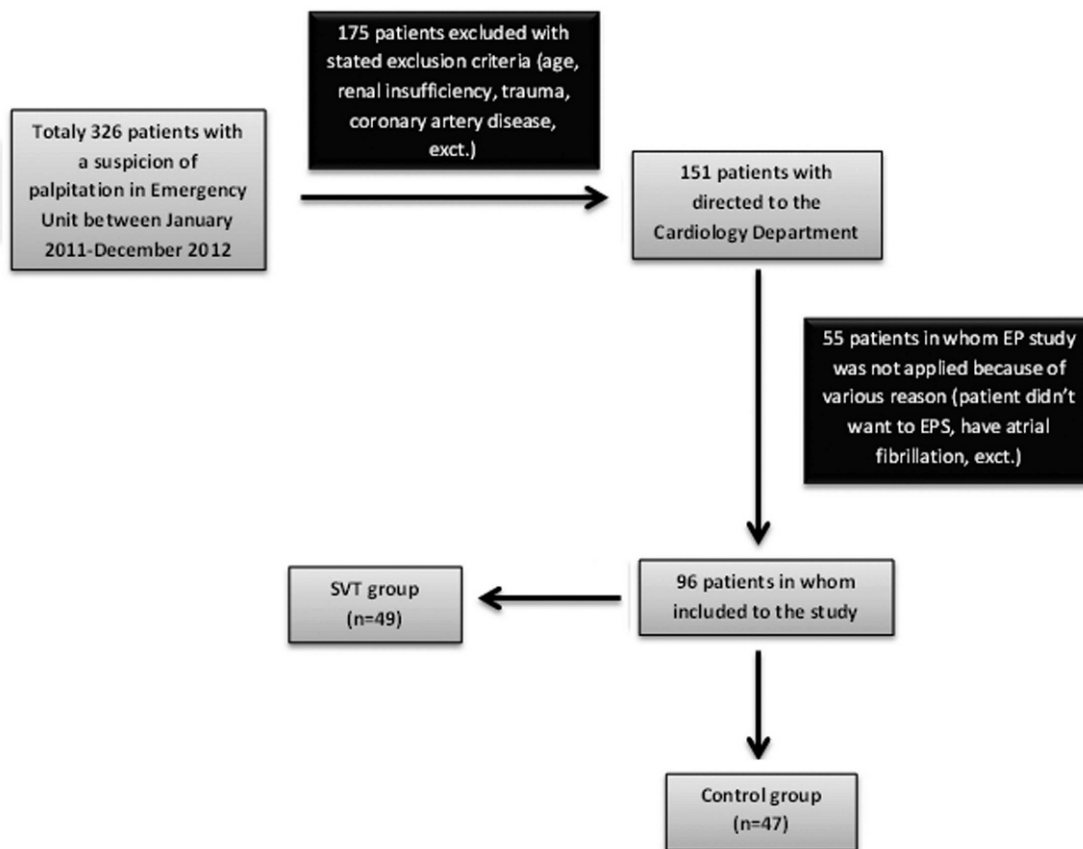 175 patients excluded with
stated exclusion criteria (age,
renal insufficiency, trauma,
coronary artery disease,
exct.)
Totaly 326 patients with
a suspicion of
palpitation in Emergency
Unit between January
2011-December 2012
151 patients with
directed to the
Cardiology Department
55 patients in whom EP study
was not applied because of
various reason (patient didn't
want to EPS, have atrial
fibrillation, exct.)
SVT group
(n=49)
96 patients in whom
included to the study
Control group
(n=47)